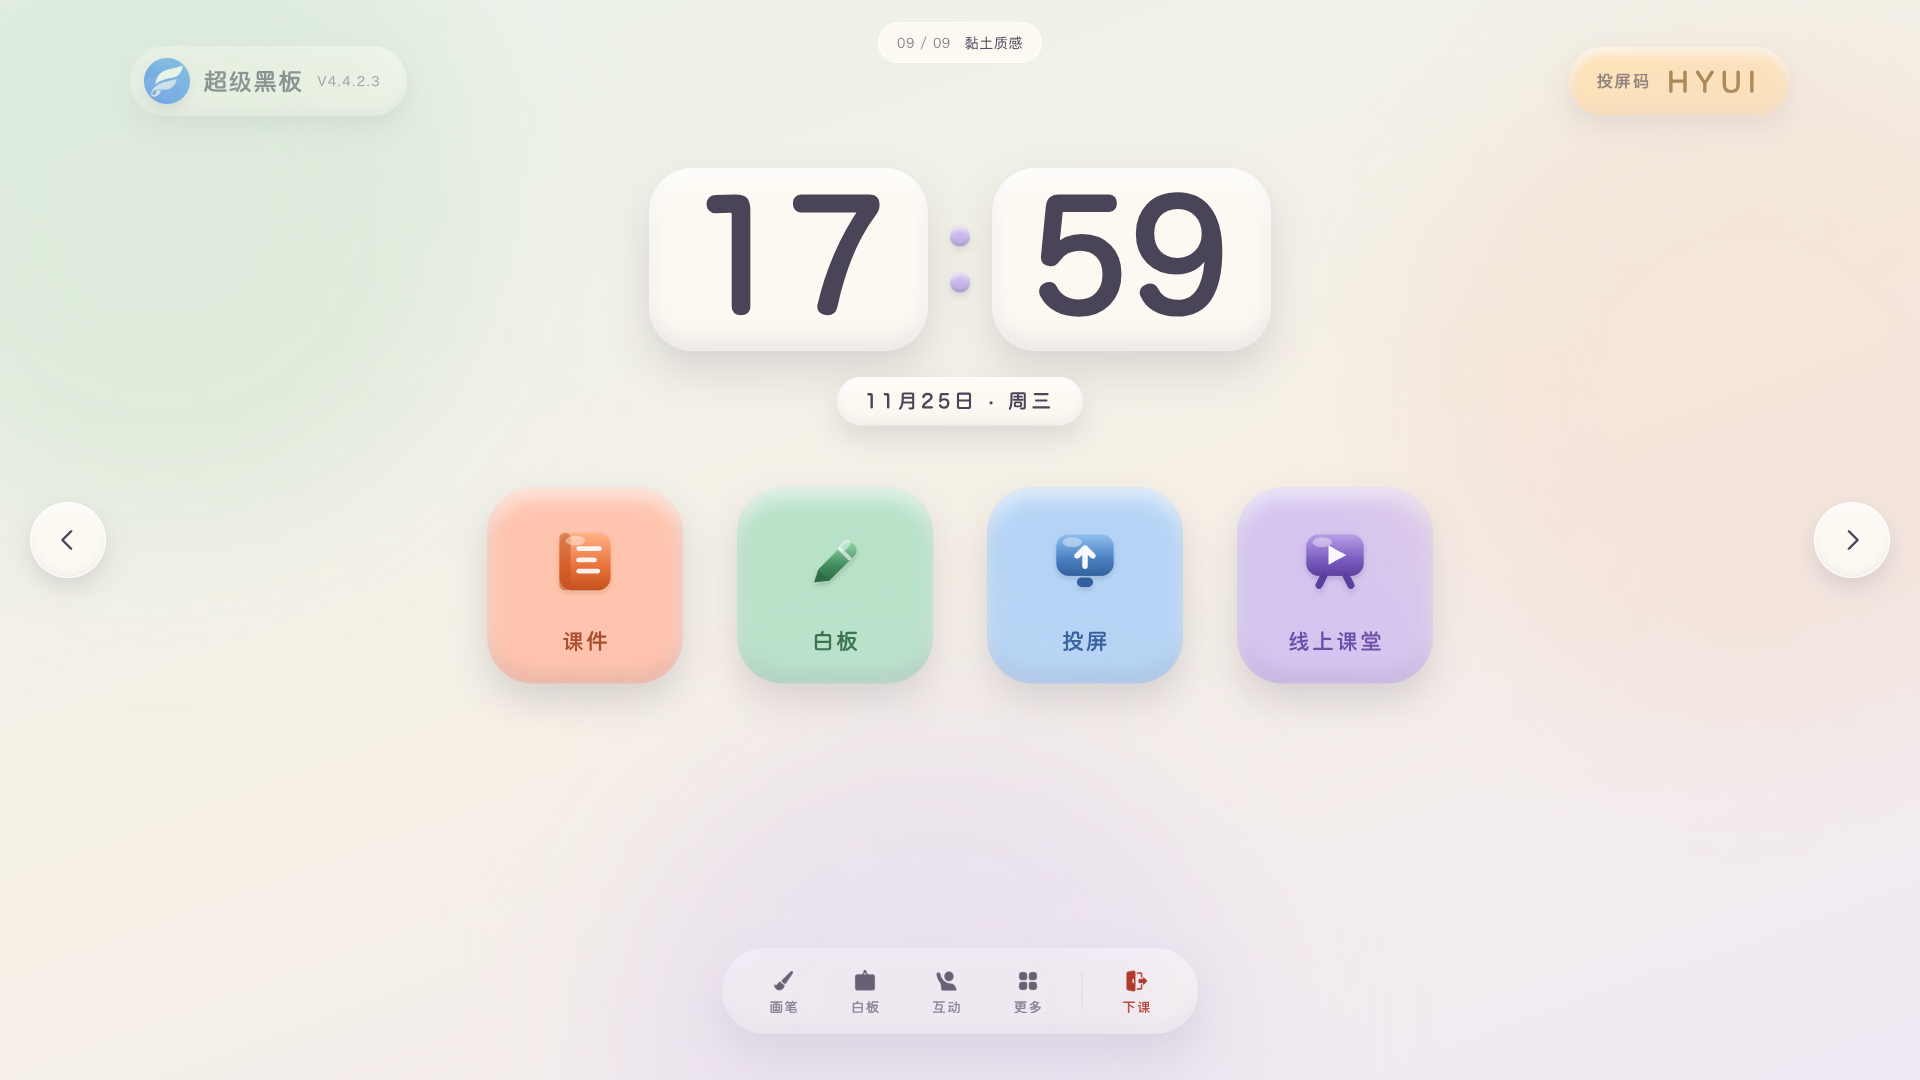 09 / 09 黏土质感
超级黑板 V4.4.2.3
投屏码 HYUI
17:59
11月25日 · 周三
课件
白板
投屏
线上课堂
画笔
白板
互动
更多
下课